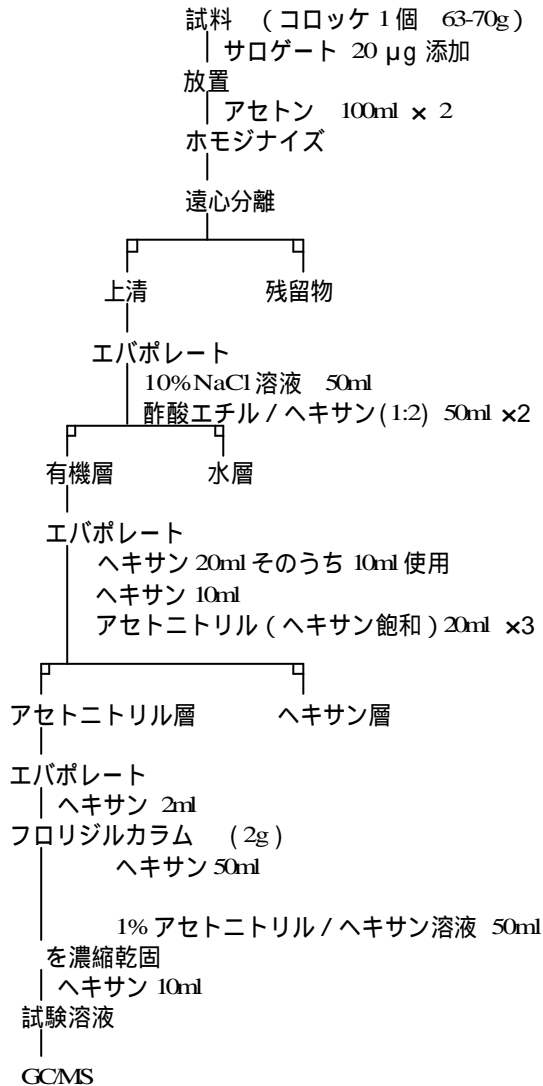 試料 （コロッケ1個 63-70g）
サロゲート 20 μg 添加
放置
アセトン 100ml × 2
ホモジナイズ
遠心分離
上清 残留物
エバポレート
10% NaCl 溶液 50ml
酢酸エチル / ヘキサン (1:2) 50ml ×2
有機層 水層
エバポレート
ヘキサン 20ml そのうち 10ml 使用
ヘキサン 10ml
アセトニトリル ( ヘキサン飽和 ) 20ml ×3
アセトニトリル層 ヘキサン層
エバポレート
ヘキサン 2ml
フロリジルカラム （2g）
ヘキサン 50ml
1% アセトニトリル / ヘキサン溶液 50ml
を濃縮乾固
ヘキサン 10ml
試験溶液
GC/MS